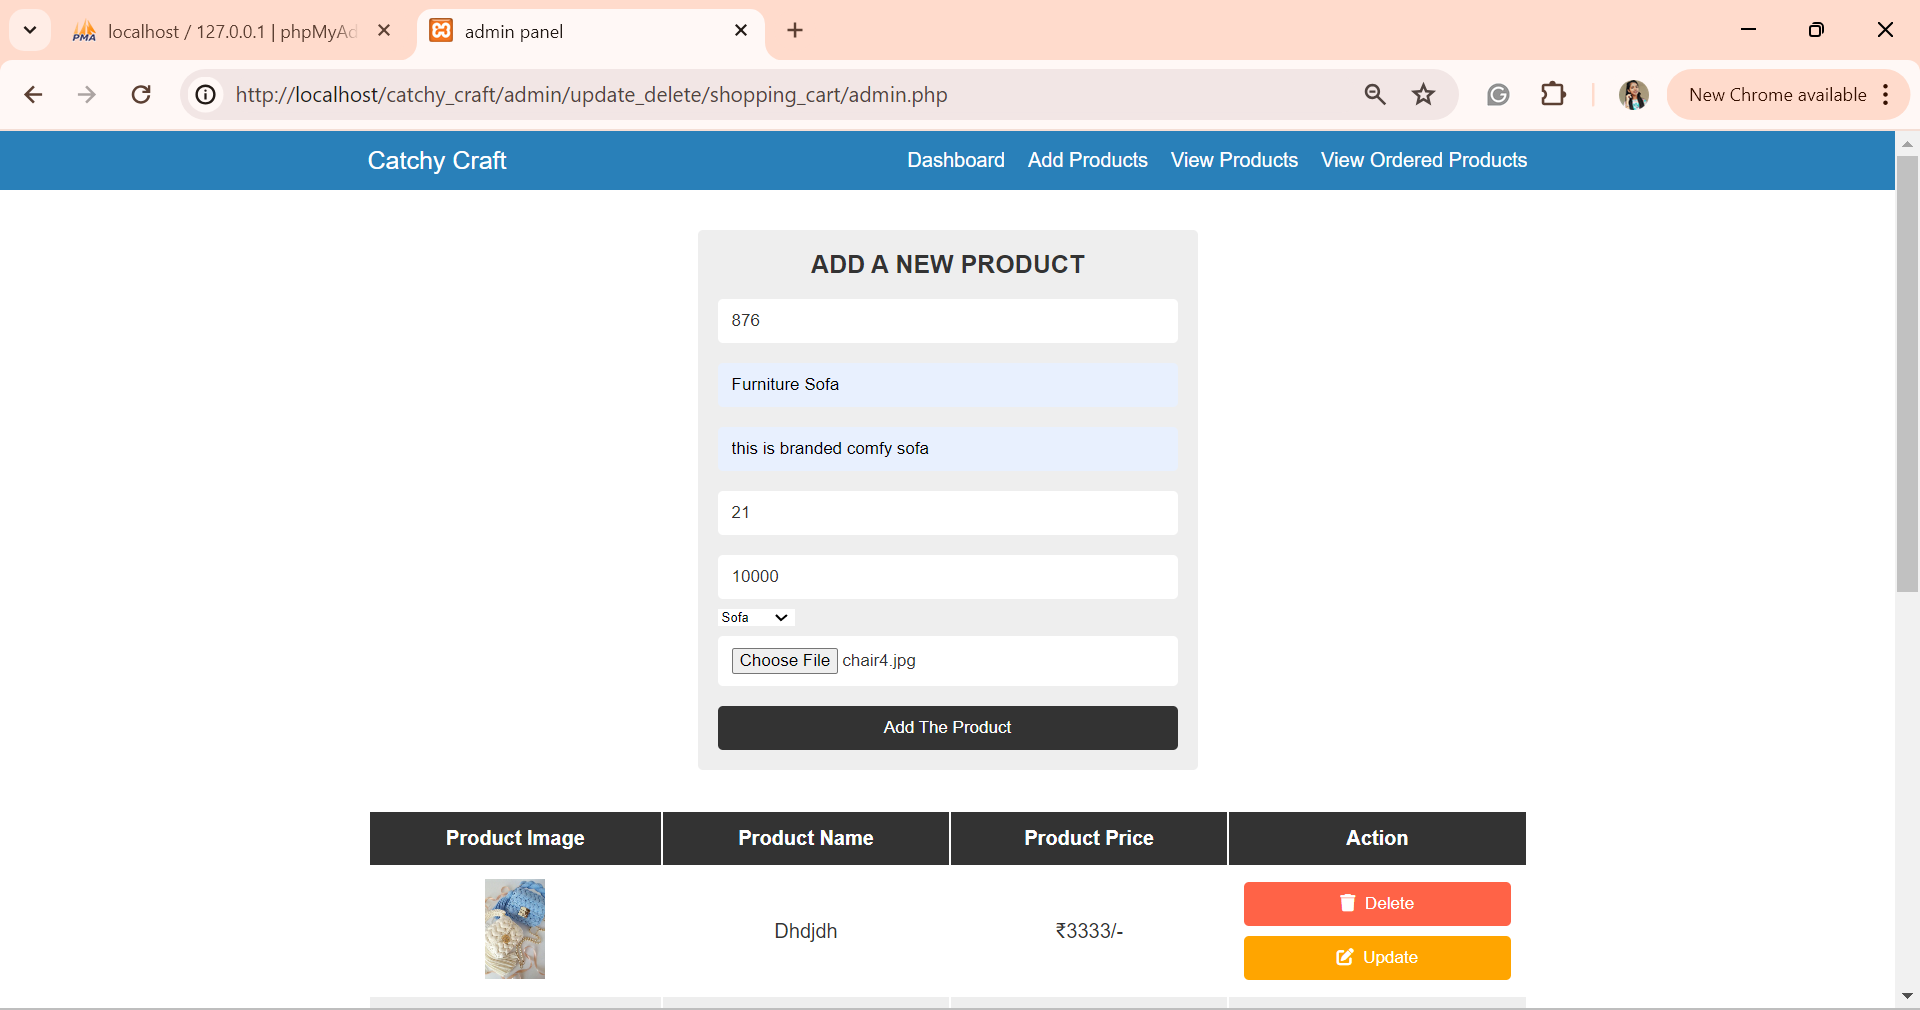 localhost / 127.0.0.1 | phpMyAd
admin panel
http://localhost/catchy_craft/admin/update_delete/shopping_cart/admin.php
New Chrome available
Catchy Craft
Dashboard Add Products View Products View Ordered Products
ADD A NEW PRODUCT
876
Furniture Sofa
this is branded comfy sofa
21
10000
Sofa
Choose File chair4.jpg
Add The Product
Product Image Product Name Product Price Action
Dhdjdh ₹3333/- Delete
Update